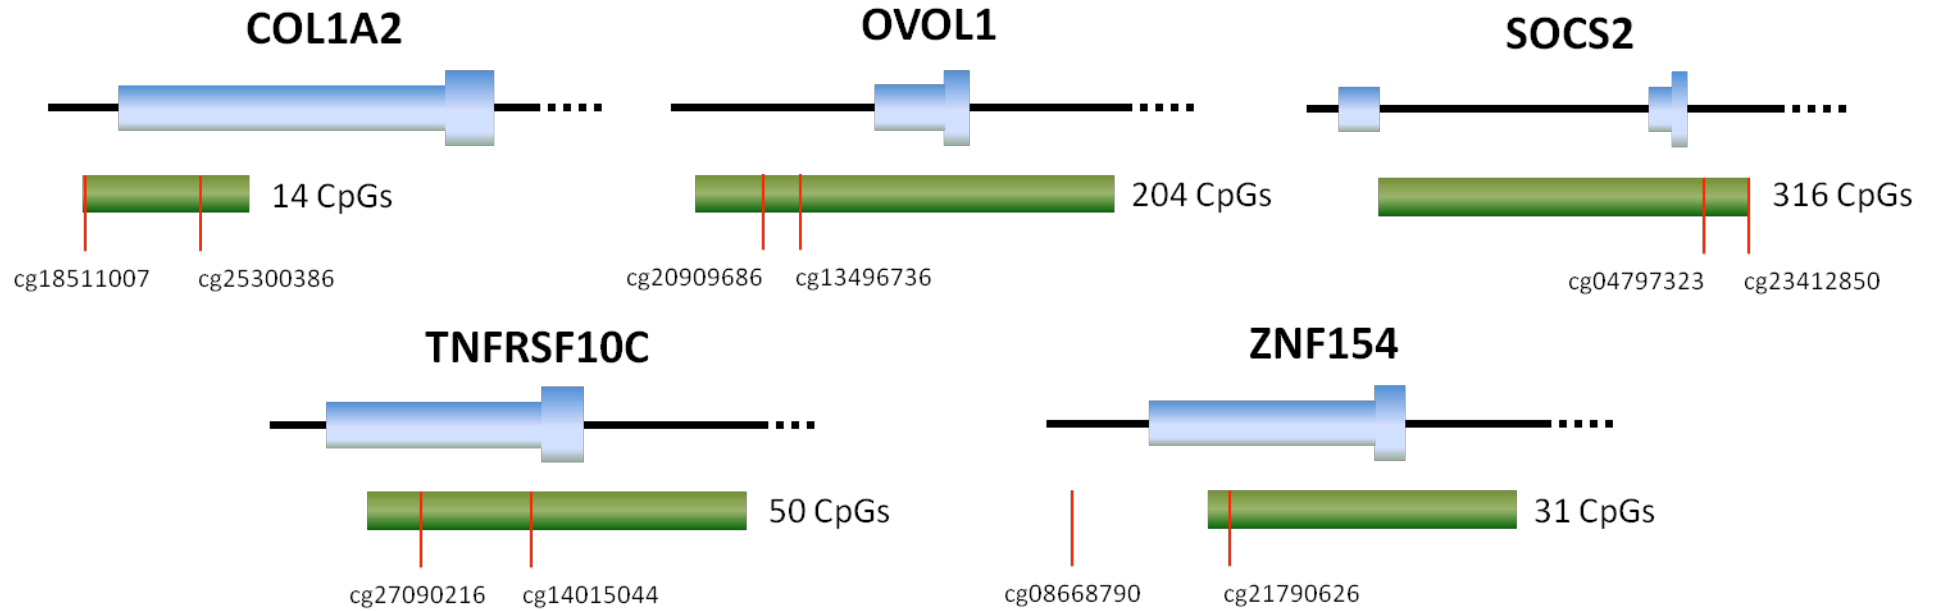 COL1A2
OVOL1
SOCS2
14 CpGs
204 CpGs
316 CpGs
cg18511007
cg25300386
cg20909686
cg13496736
cg04797323
cg23412850
TNFRSF10C
ZNF154
50 CpGs
31 CpGs
cg27090216
cg14015044
cg08668790
cg21790626